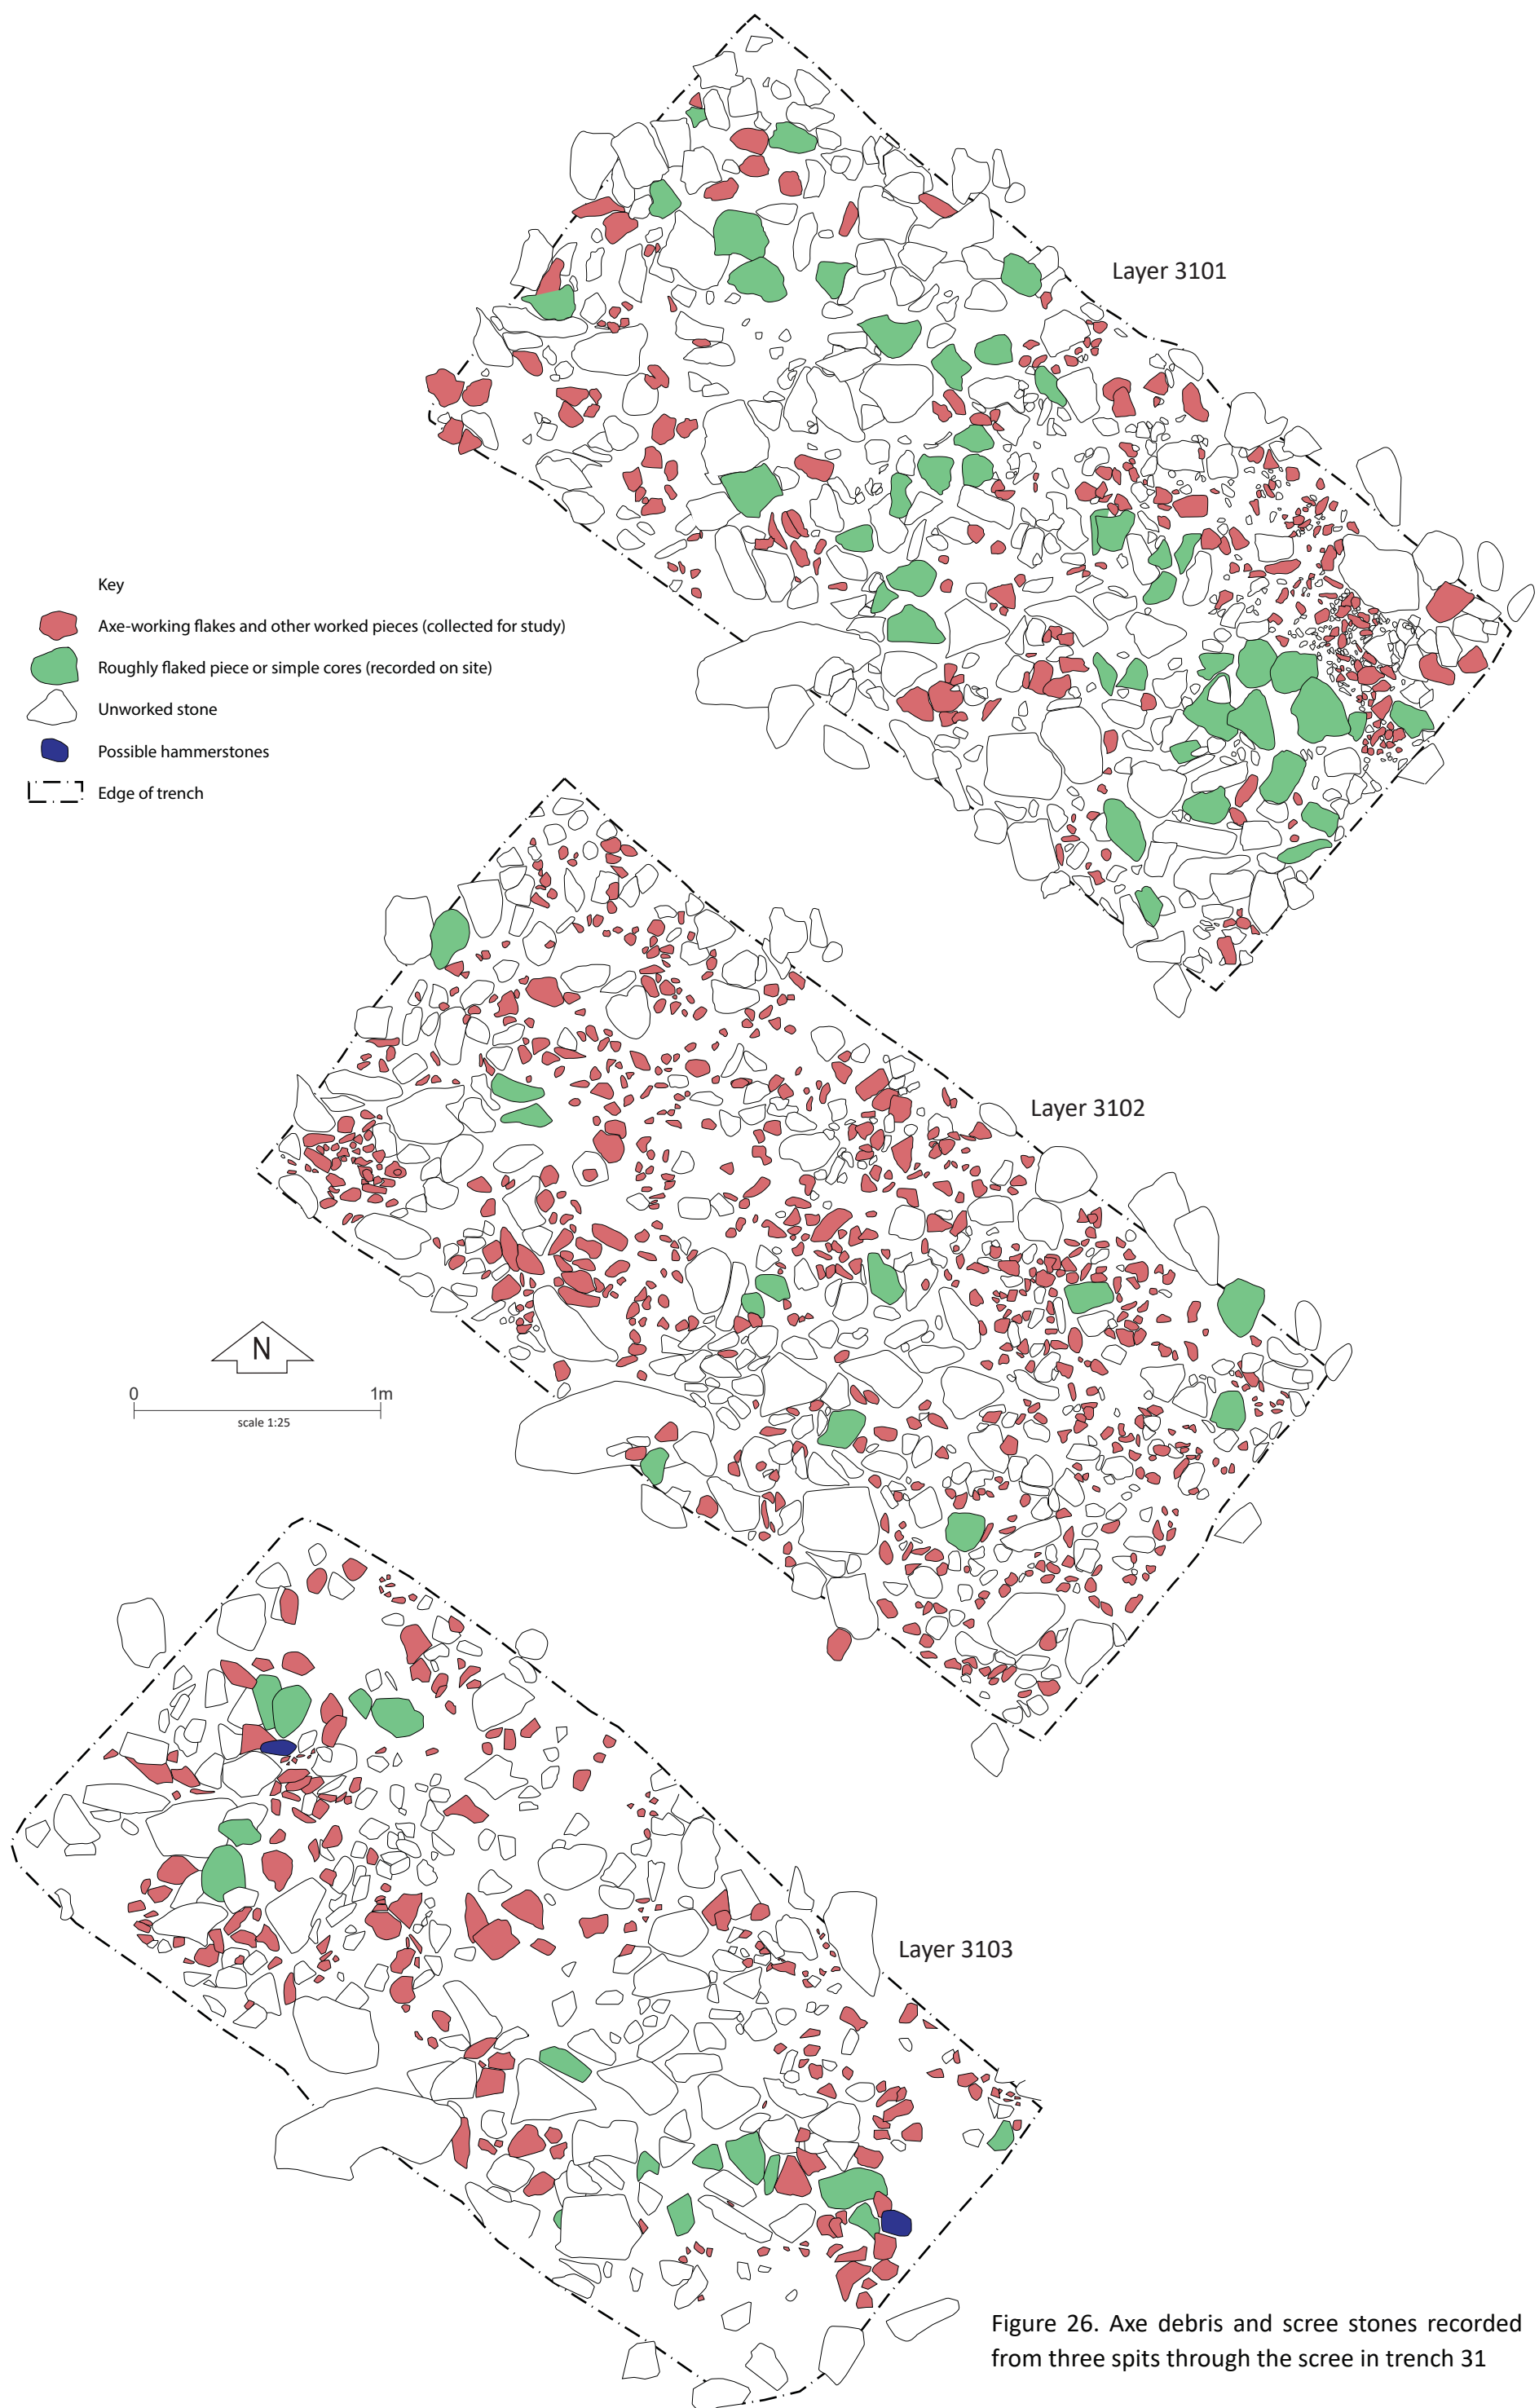 Layer 3101
Key
Axe-working flakes and other worked pieces (collected for study)
Roughly flaked piece or simple cores (recorded on site)
Unworked stone
Possible hammerstones
Edge of trench
Layer 3102
N
0 1m
scale 1:25
Layer 3103
Figure 26. Axe debris and scree stones recorded
from three spits through the scree in trench 31